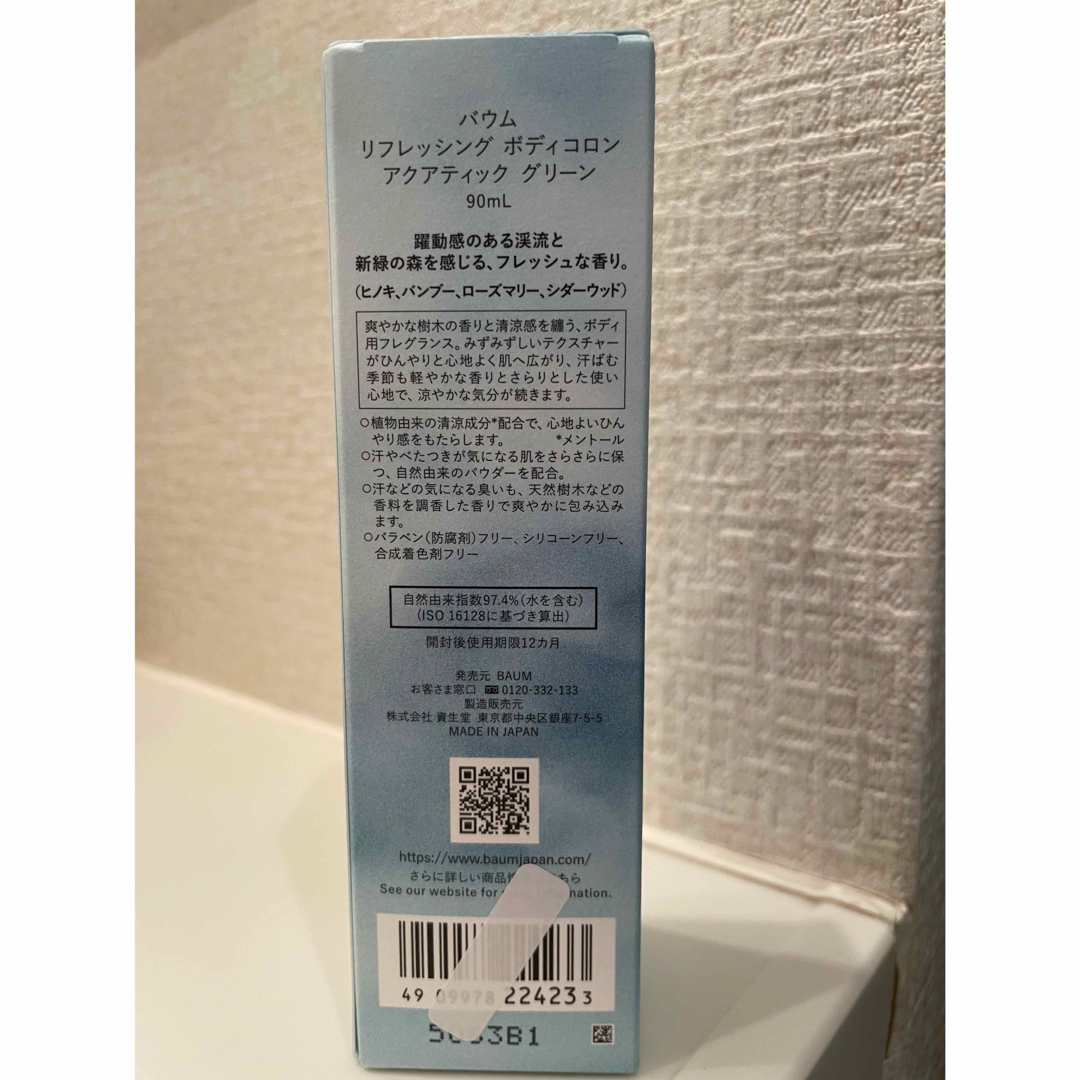 バウム
リフレッシング ボディコロン
アクアティック グリーン
90mL
躍動感のある渓流と
新緑の森を感じる、フレッシュな香り。
(ヒノキ、バンブー、ローズマリー、シダーウッド)
爽やかな樹木の香りと清涼感を纏う、ボディ
用フレグランス。みずみずしいテクスチャー
がひんやりと心地よく肌へ広がり、汗ばむ
季節も軽やかな香りとさらりとした使い
心地で、涼やかな気分が続きます。
○植物由来の清涼成分*配合で、心地よいひん
やり感をもたらします。 *メントール
○汗やべたつきが気になる肌をさらさらに保
つ、自然由来のパウダーを配合。
○汗などの気になる臭いも、天然樹木などの
香料を調香した香りで爽やかに包み込み
ます。
○パラベン(防腐剤)フリー、シリコーンフリー、
合成着色剤フリー
自然由来指数97.4%(水を含む)
(ISO 16128に基づき算出)
開封後使用期限12カ月
発売元 BAUM
お客さま窓口 0120-332-133
製造販売元
株式会社 資生堂 東京都中央区銀座7-5-5
MADE IN JAPAN
https://www.baumjapan.com/
さらに詳しい商品 ちら
See our website for
49 09978 224233